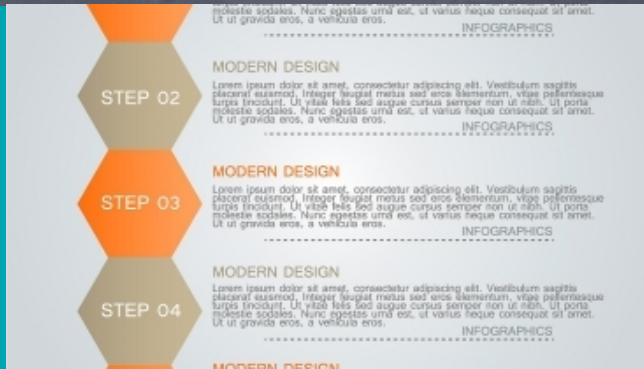 molestie sodales. Nunc egestas urna est, ut varius neque consequat sit amet.
Ut ut gravida eros, a vehicula eros.
INFOGRAPHICS
STEP 02
MODERN DESIGN
Lorem ipsum dolor sit amet, consectetur adipiscing elit. Vestibulum sagittis
placerat euismod. Integer feugiat metus sed eros elementum, vitae pellentesque
turpis tincidunt. Ut vitae felis sed augue cursus semper non ut nibh. Ut porta
molestie sodales. Nunc egestas urna est, ut varius neque consequat sit amet.
Ut ut gravida eros, a vehicula eros.
INFOGRAPHICS
STEP 03
MODERN DESIGN
Lorem ipsum dolor sit amet, consectetur adipiscing elit. Vestibulum sagittis
placerat euismod. Integer feugiat metus sed eros elementum, vitae pellentesque
turpis tincidunt. Ut vitae felis sed augue cursus semper non ut nibh. Ut porta
molestie sodales. Nunc egestas urna est, ut varius neque consequat sit amet.
Ut ut gravida eros, a vehicula eros.
INFOGRAPHICS
STEP 04
MODERN DESIGN
Lorem ipsum dolor sit amet, consectetur adipiscing elit. Vestibulum sagittis
placerat euismod. Integer feugiat metus sed eros elementum, vitae pellentesque
turpis tincidunt. Ut vitae felis sed augue cursus semper non ut nibh. Ut porta
molestie sodales. Nunc egestas urna est, ut varius neque consequat sit amet.
Ut ut gravida eros, a vehicula eros.
INFOGRAPHICS
MODERN DESIGN